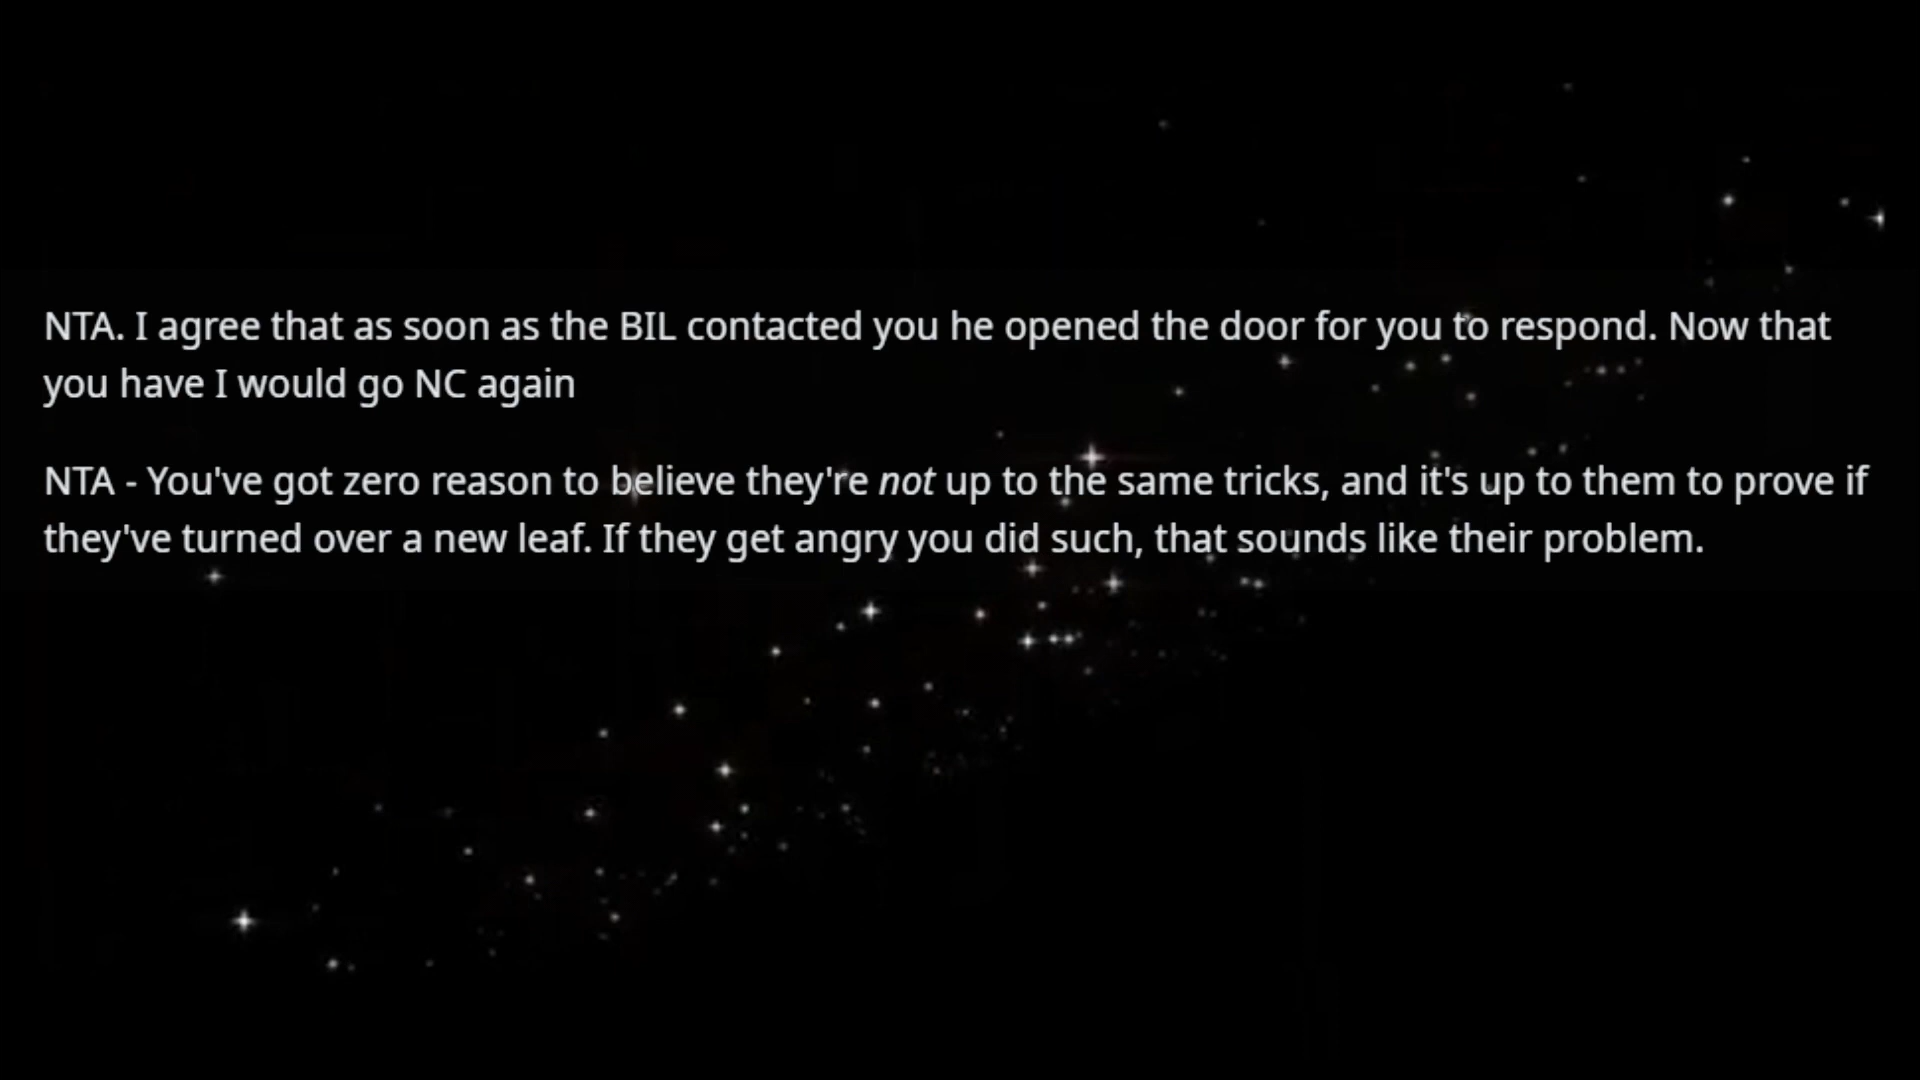 NTA. I agree that as soon as the BIL contacted you he opened the door for you to respond. Now that
you have I would go NC again
NTA - You've got zero reason to believe they're not up to the same tricks, and it's up to them to prove if
they've turned over a new leaf. If they get angry you did such, that sounds like their problem.